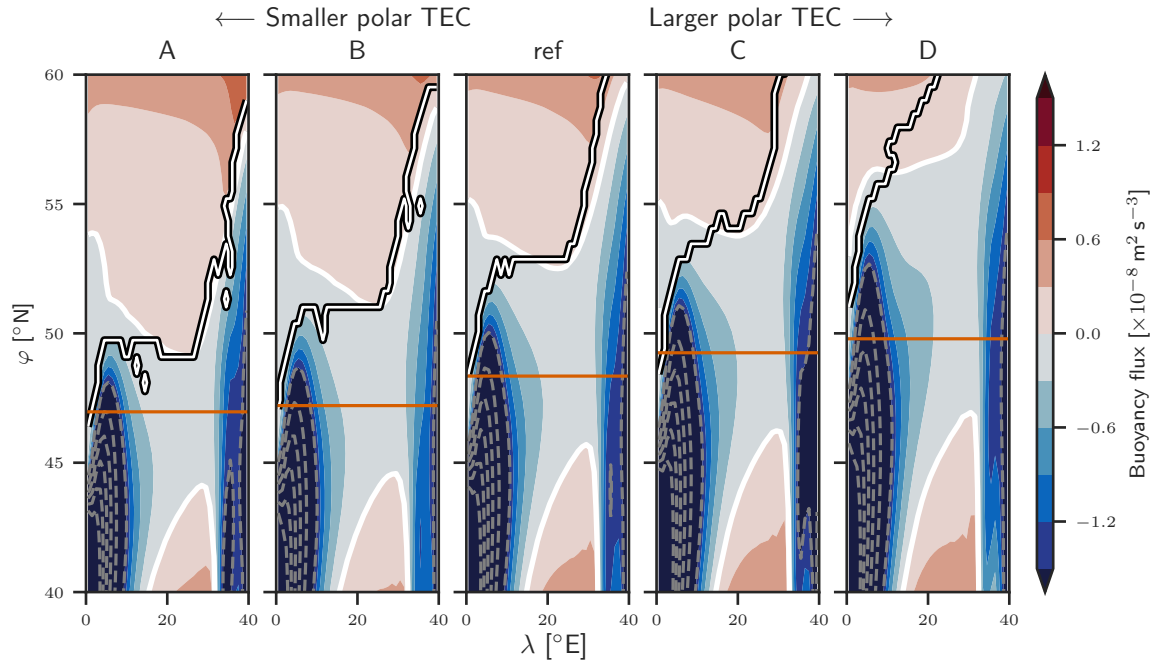 ⟵ Smaller polar TEC Larger polar TEC ⟶
A B ref C D
60
55
50
45
40
φ [°N]
0 20 40 0 20 40 0 20 40 0 20 40 0 20 40
λ [°E]
1.2
0.6
0.0
−0.6
−1.2
Buoyancy flux [×10⁻⁸ m² s⁻³]